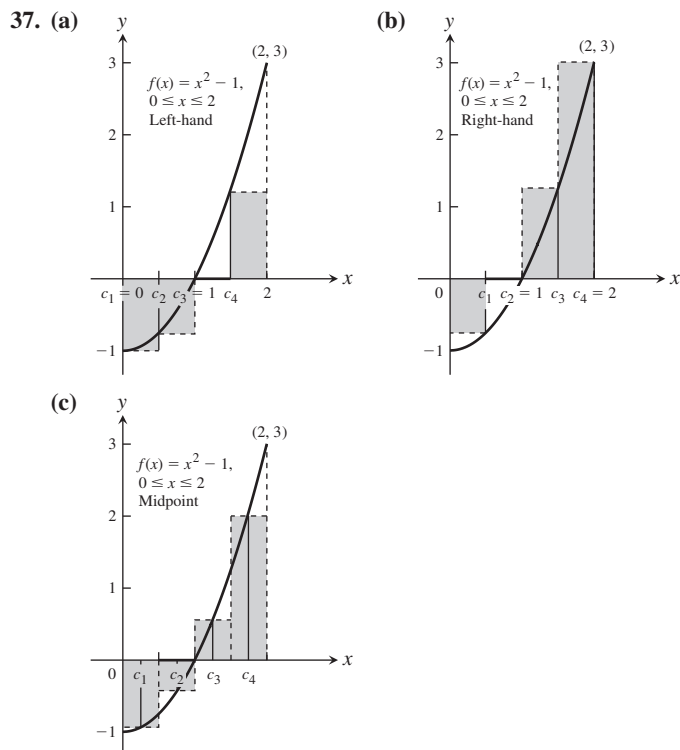 37. (a)
y
(2, 3)
3
f(x) = x² − 1,
0 ≤ x ≤ 2
Left-hand
2
1
x
c₁ = 0 c₂ c₃ = 1 c₄ 2
−1
(b)
y
(2, 3)
3
f(x) = x² − 1,
0 ≤ x ≤ 2
Right-hand
2
1
x
0 c₁ c₂ = 1 c₃ c₄ = 2
−1
(c)
y
(2, 3)
3
f(x) = x² − 1,
0 ≤ x ≤ 2
Midpoint
2
1
x
0 c₁ c₂ c₃ c₄
−1